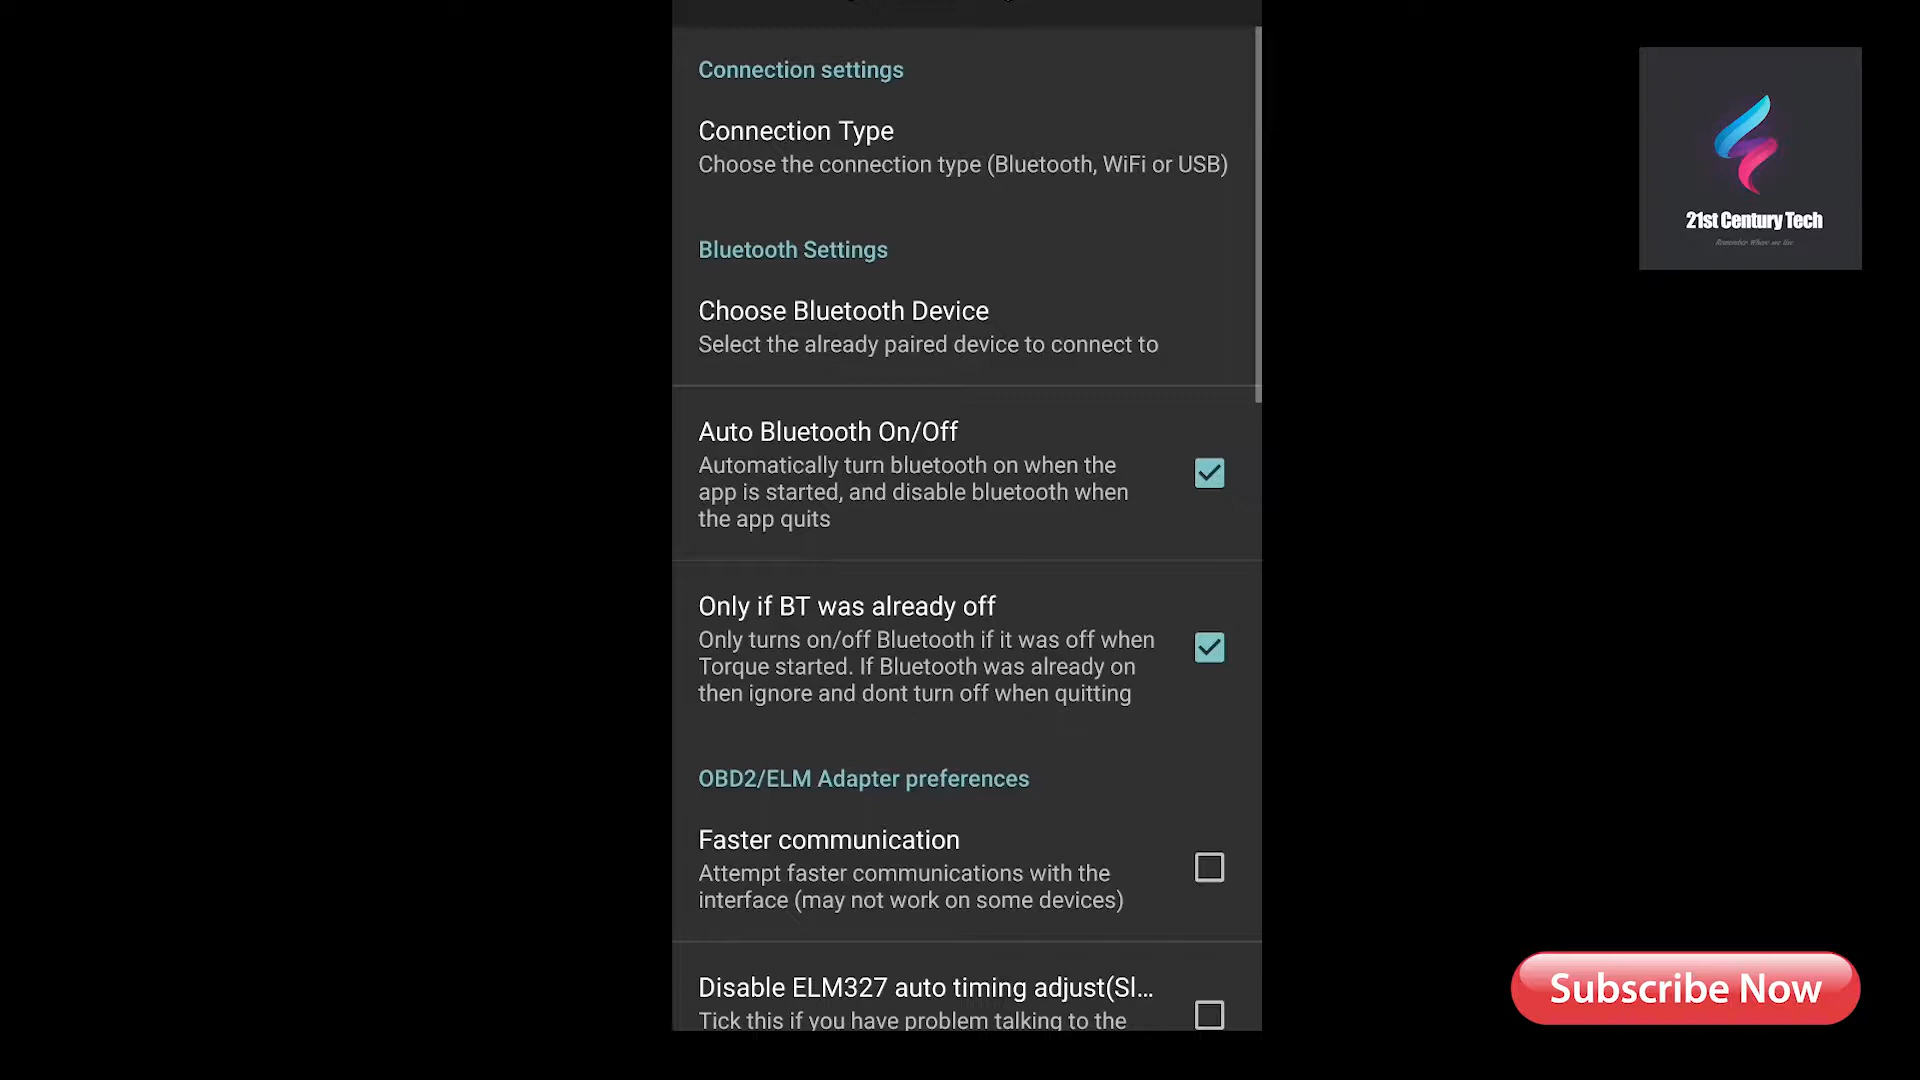 Connection settings
Connection Type
Choose the connection type (Bluetooth, WiFi or USB)
Bluetooth Settings
Choose Bluetooth Device
Select the already paired device to connect to
Auto Bluetooth On/Off
Automatically turn bluetooth on when the
app is started, and disable bluetooth when
the app quits
Only if BT was already off
Only turns on/off Bluetooth if it was off when
Torque started. If Bluetooth was already on
then ignore and dont turn off when quitting
OBD2/ELM Adapter preferences
Faster communication
Attempt faster communications with the
interface (may not work on some devices)
Disable ELM327 auto timing adjust(Sl...
Tick this if you have problem talking to the
21st Century Tech
Remember Where we live
Subscribe Now